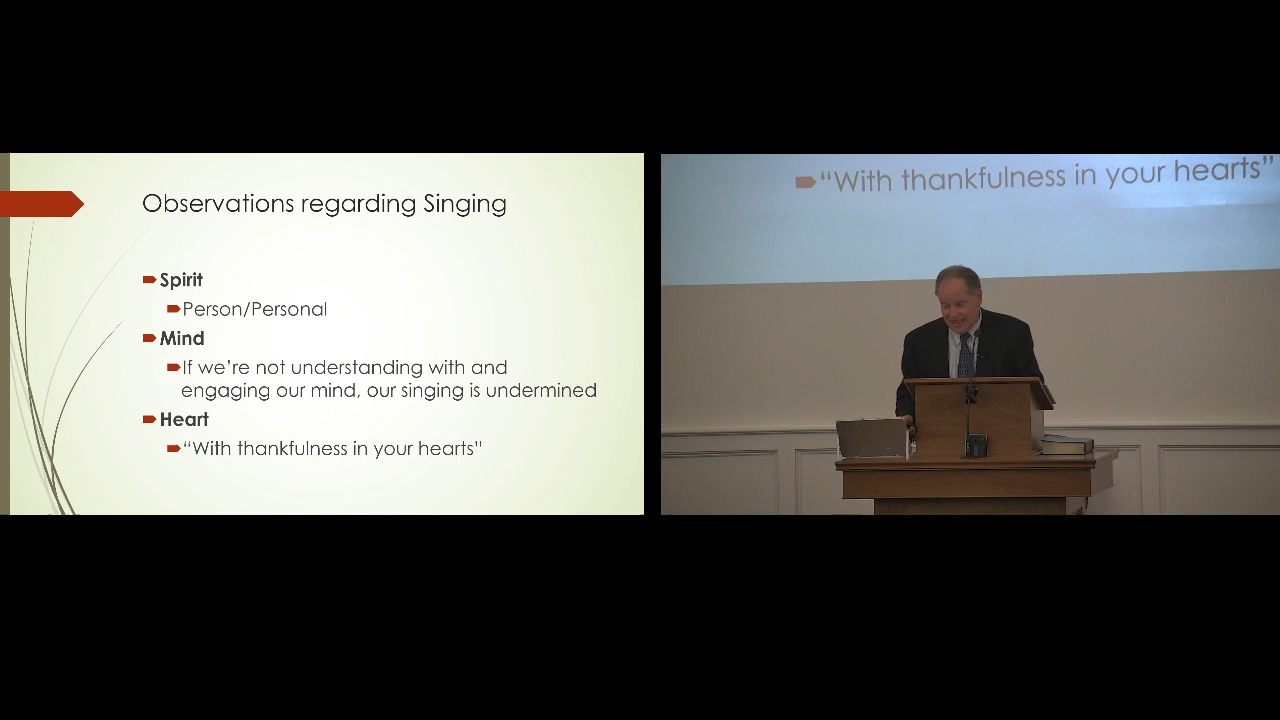 Observations regarding Singing
Spirit
Person/Personal
Mind
If we’re not understanding with and
engaging our mind, our singing is undermined
Heart
“With thankfulness in your hearts”
“With thankfulness in your hearts”